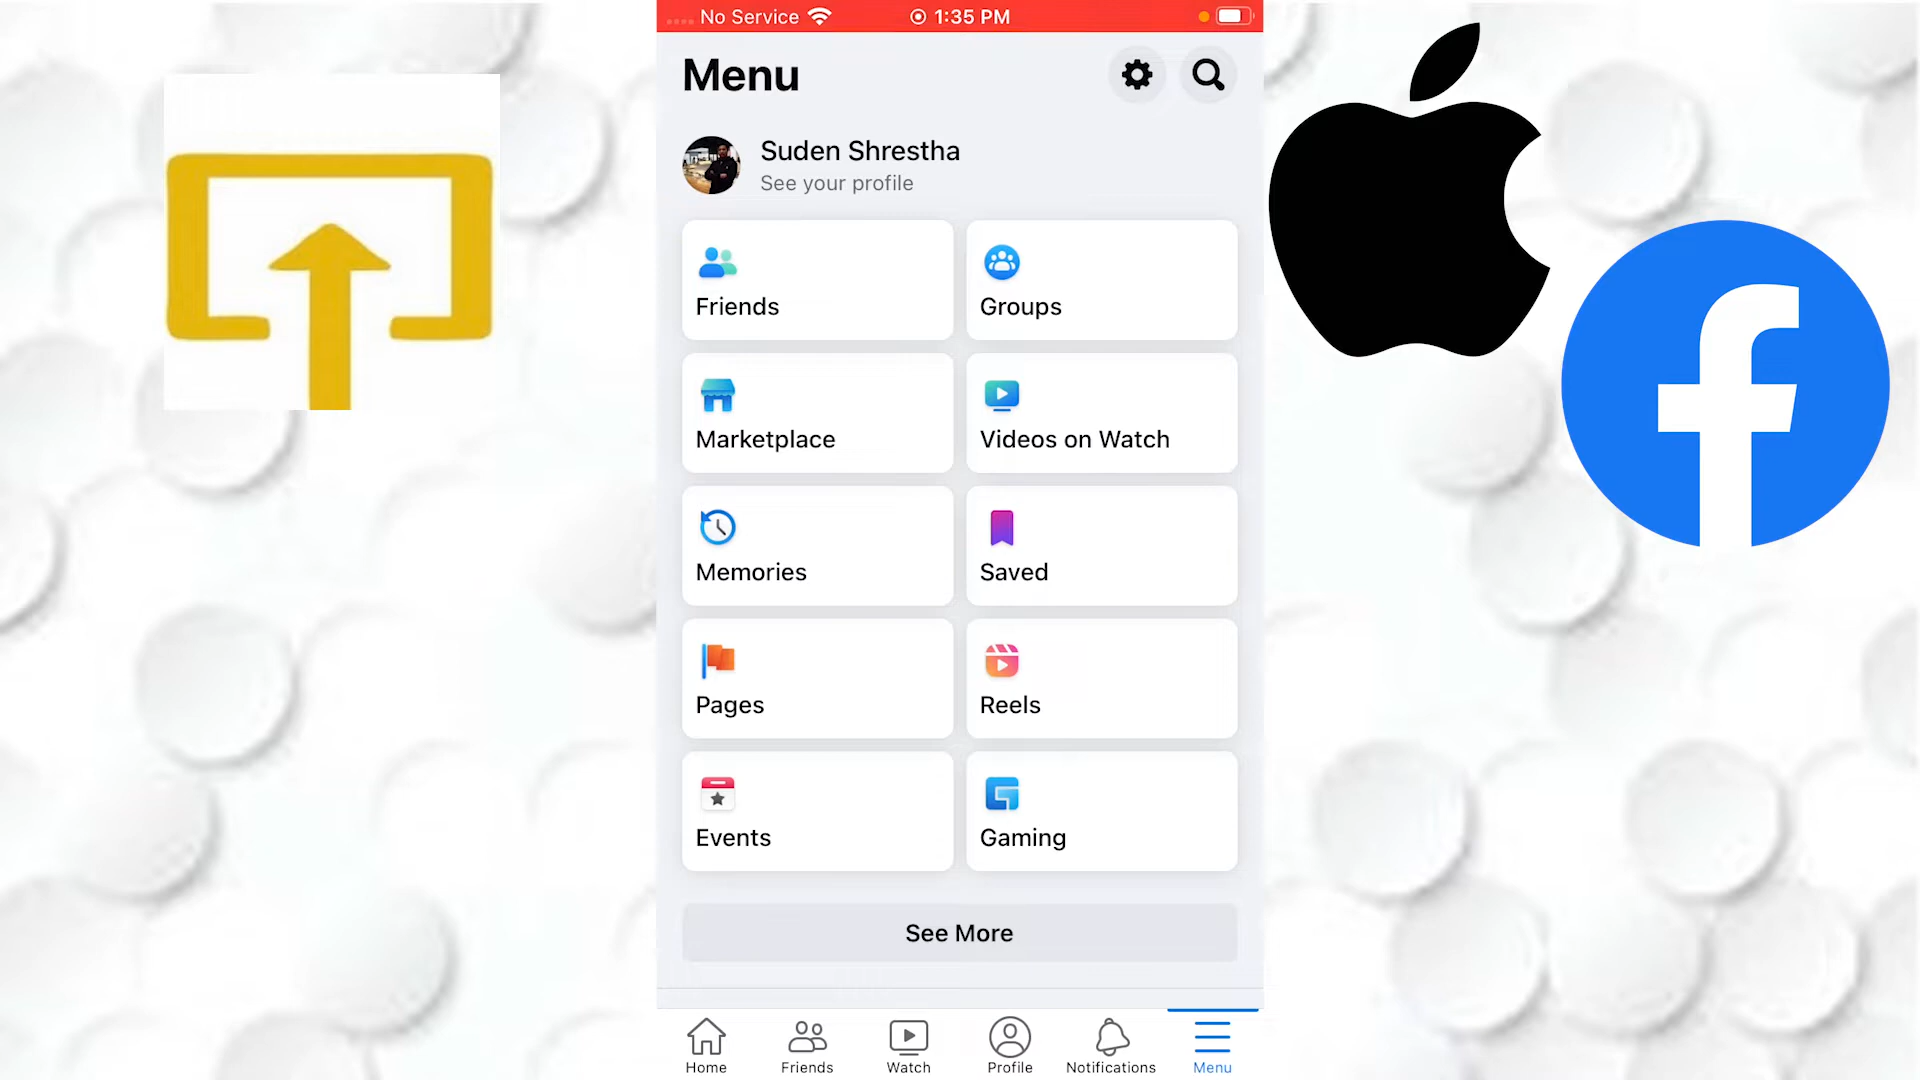 No Service 1:35 PM
Menu
Suden Shrestha
See your profile
Friends Groups
Marketplace Videos on Watch
Memories Saved
Pages Reels
Events Gaming
See More
Home Friends Watch Profile Notifications Menu